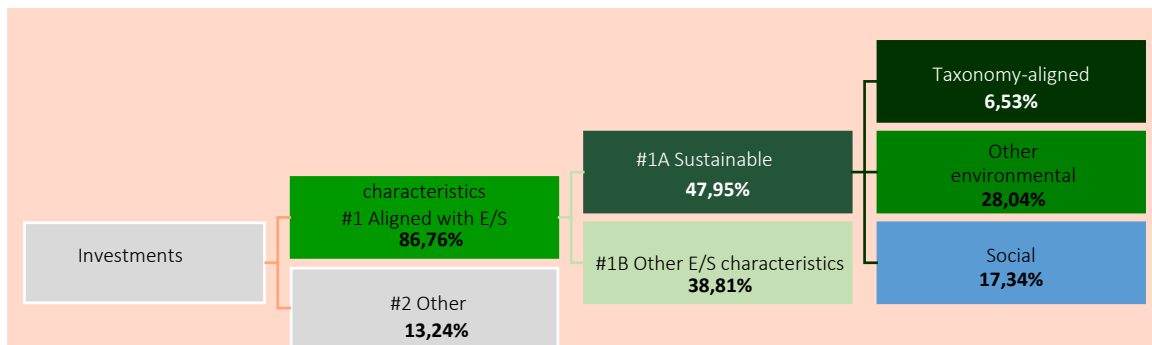 Investments
characteristics
#1 Aligned with E/S
86,76%
#2 Other
13,24%
#1A Sustainable
47,95%
#1B Other E/S characteristics
38,81%
Taxonomy-aligned
6,53%
Other
environmental
28,04%
Social
17,34%